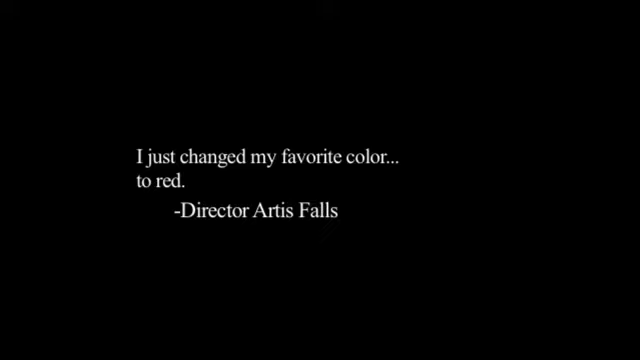 I just changed my favorite color...
to red.
-Director Artis Falls